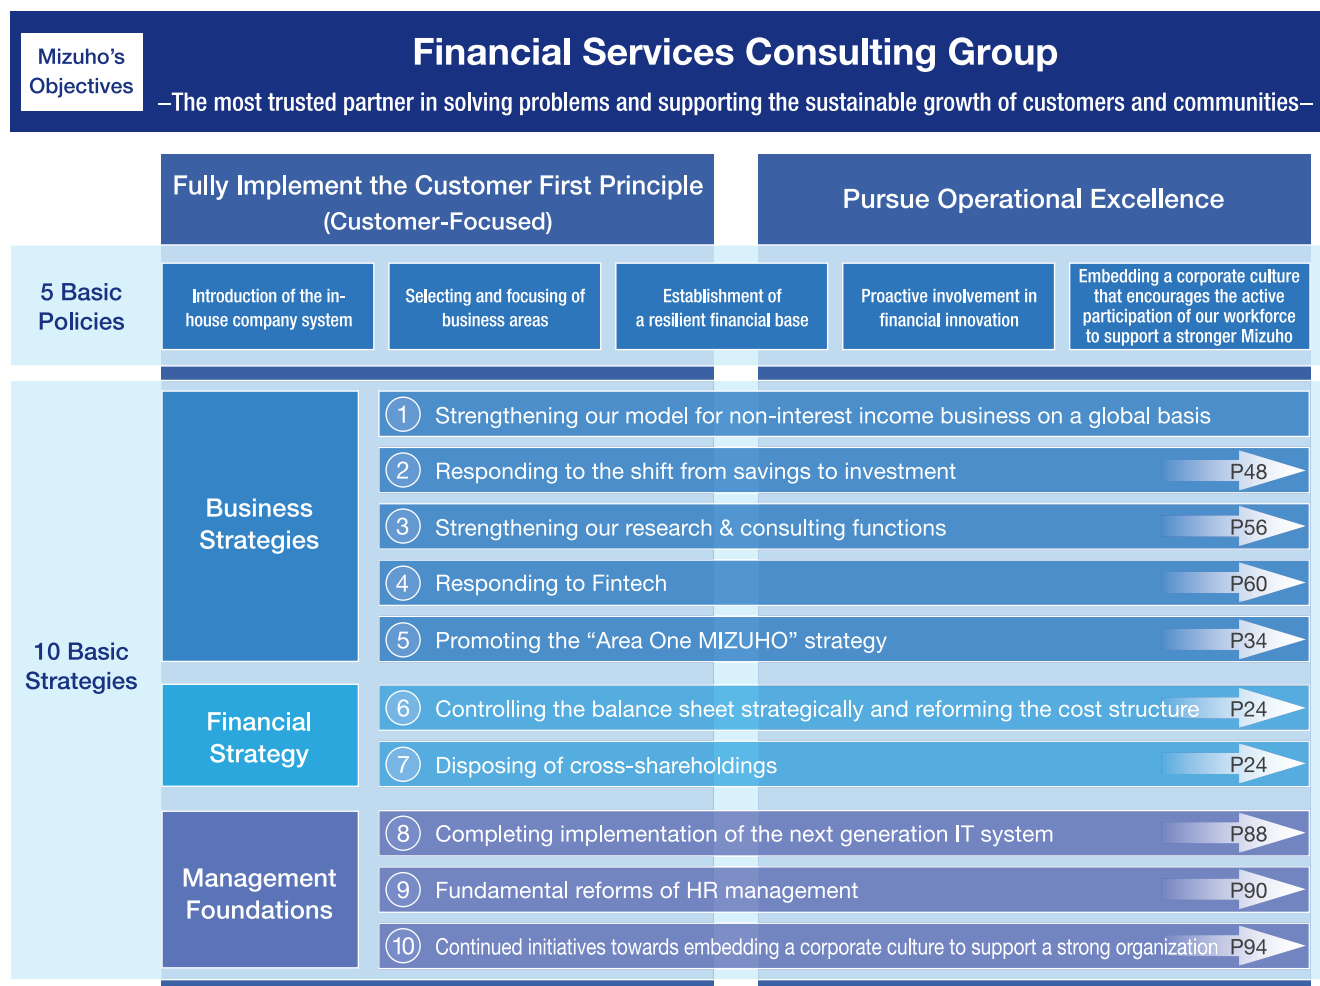 Mizuho's
Objectives
Financial Services Consulting Group
–The most trusted partner in solving problems and supporting the sustainable growth of customers and communities–
Fully Implement the Customer First Principle
(Customer-Focused)
Pursue Operational Excellence
5 Basic
Policies
Introduction of the in-
house company system
Selecting and focusing of
business areas
Establishment of
a resilient financial base
Proactive involvement in
financial innovation
Embedding a corporate culture
that encourages the active
participation of our workforce
to support a stronger Mizuho
10 Basic
Strategies
Business
Strategies
① Strengthening our model for non-interest income business on a global basis
② Responding to the shift from savings to investment P48
③ Strengthening our research & consulting functions P56
④ Responding to Fintech P60
⑤ Promoting the “Area One MIZUHO” strategy P34
Financial
Strategy
⑥ Controlling the balance sheet strategically and reforming the cost structure P24
⑦ Disposing of cross-shareholdings P24
Management
Foundations
⑧ Completing implementation of the next generation IT system P88
⑨ Fundamental reforms of HR management P90
⑩ Continued initiatives towards embedding a corporate culture to support a strong organization P94